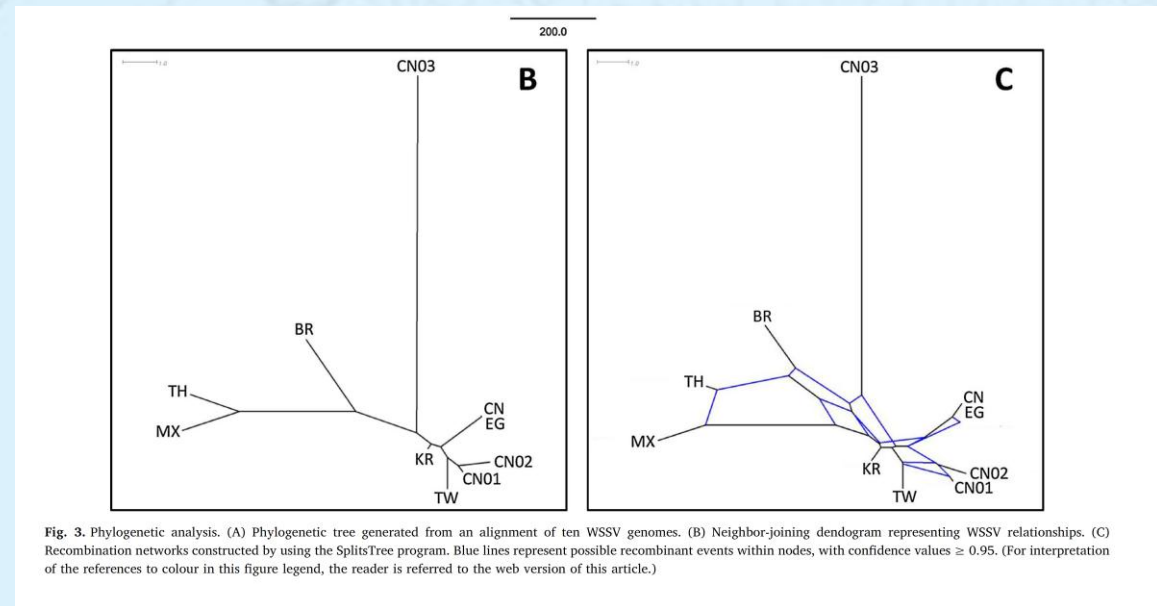 200.0
1.0
CN03
B
BR
TH
MX
CN
EG
KR
CN02
CN01
TW
1.0
CN03
C
BR
TH
MX
CN
EG
KR
CN02
CN01
TW
Fig. 3. Phylogenetic analysis. (A) Phylogenetic tree generated from an alignment of ten WSSV genomes. (B) Neighbor-joining dendogram representing WSSV relationships. (C)
Recombination networks constructed by using the SplitsTree program. Blue lines represent possible recombinant events within nodes, with confidence values ≥ 0.95. (For interpretation
of the references to colour in this figure legend, the reader is referred to the web version of this article.)